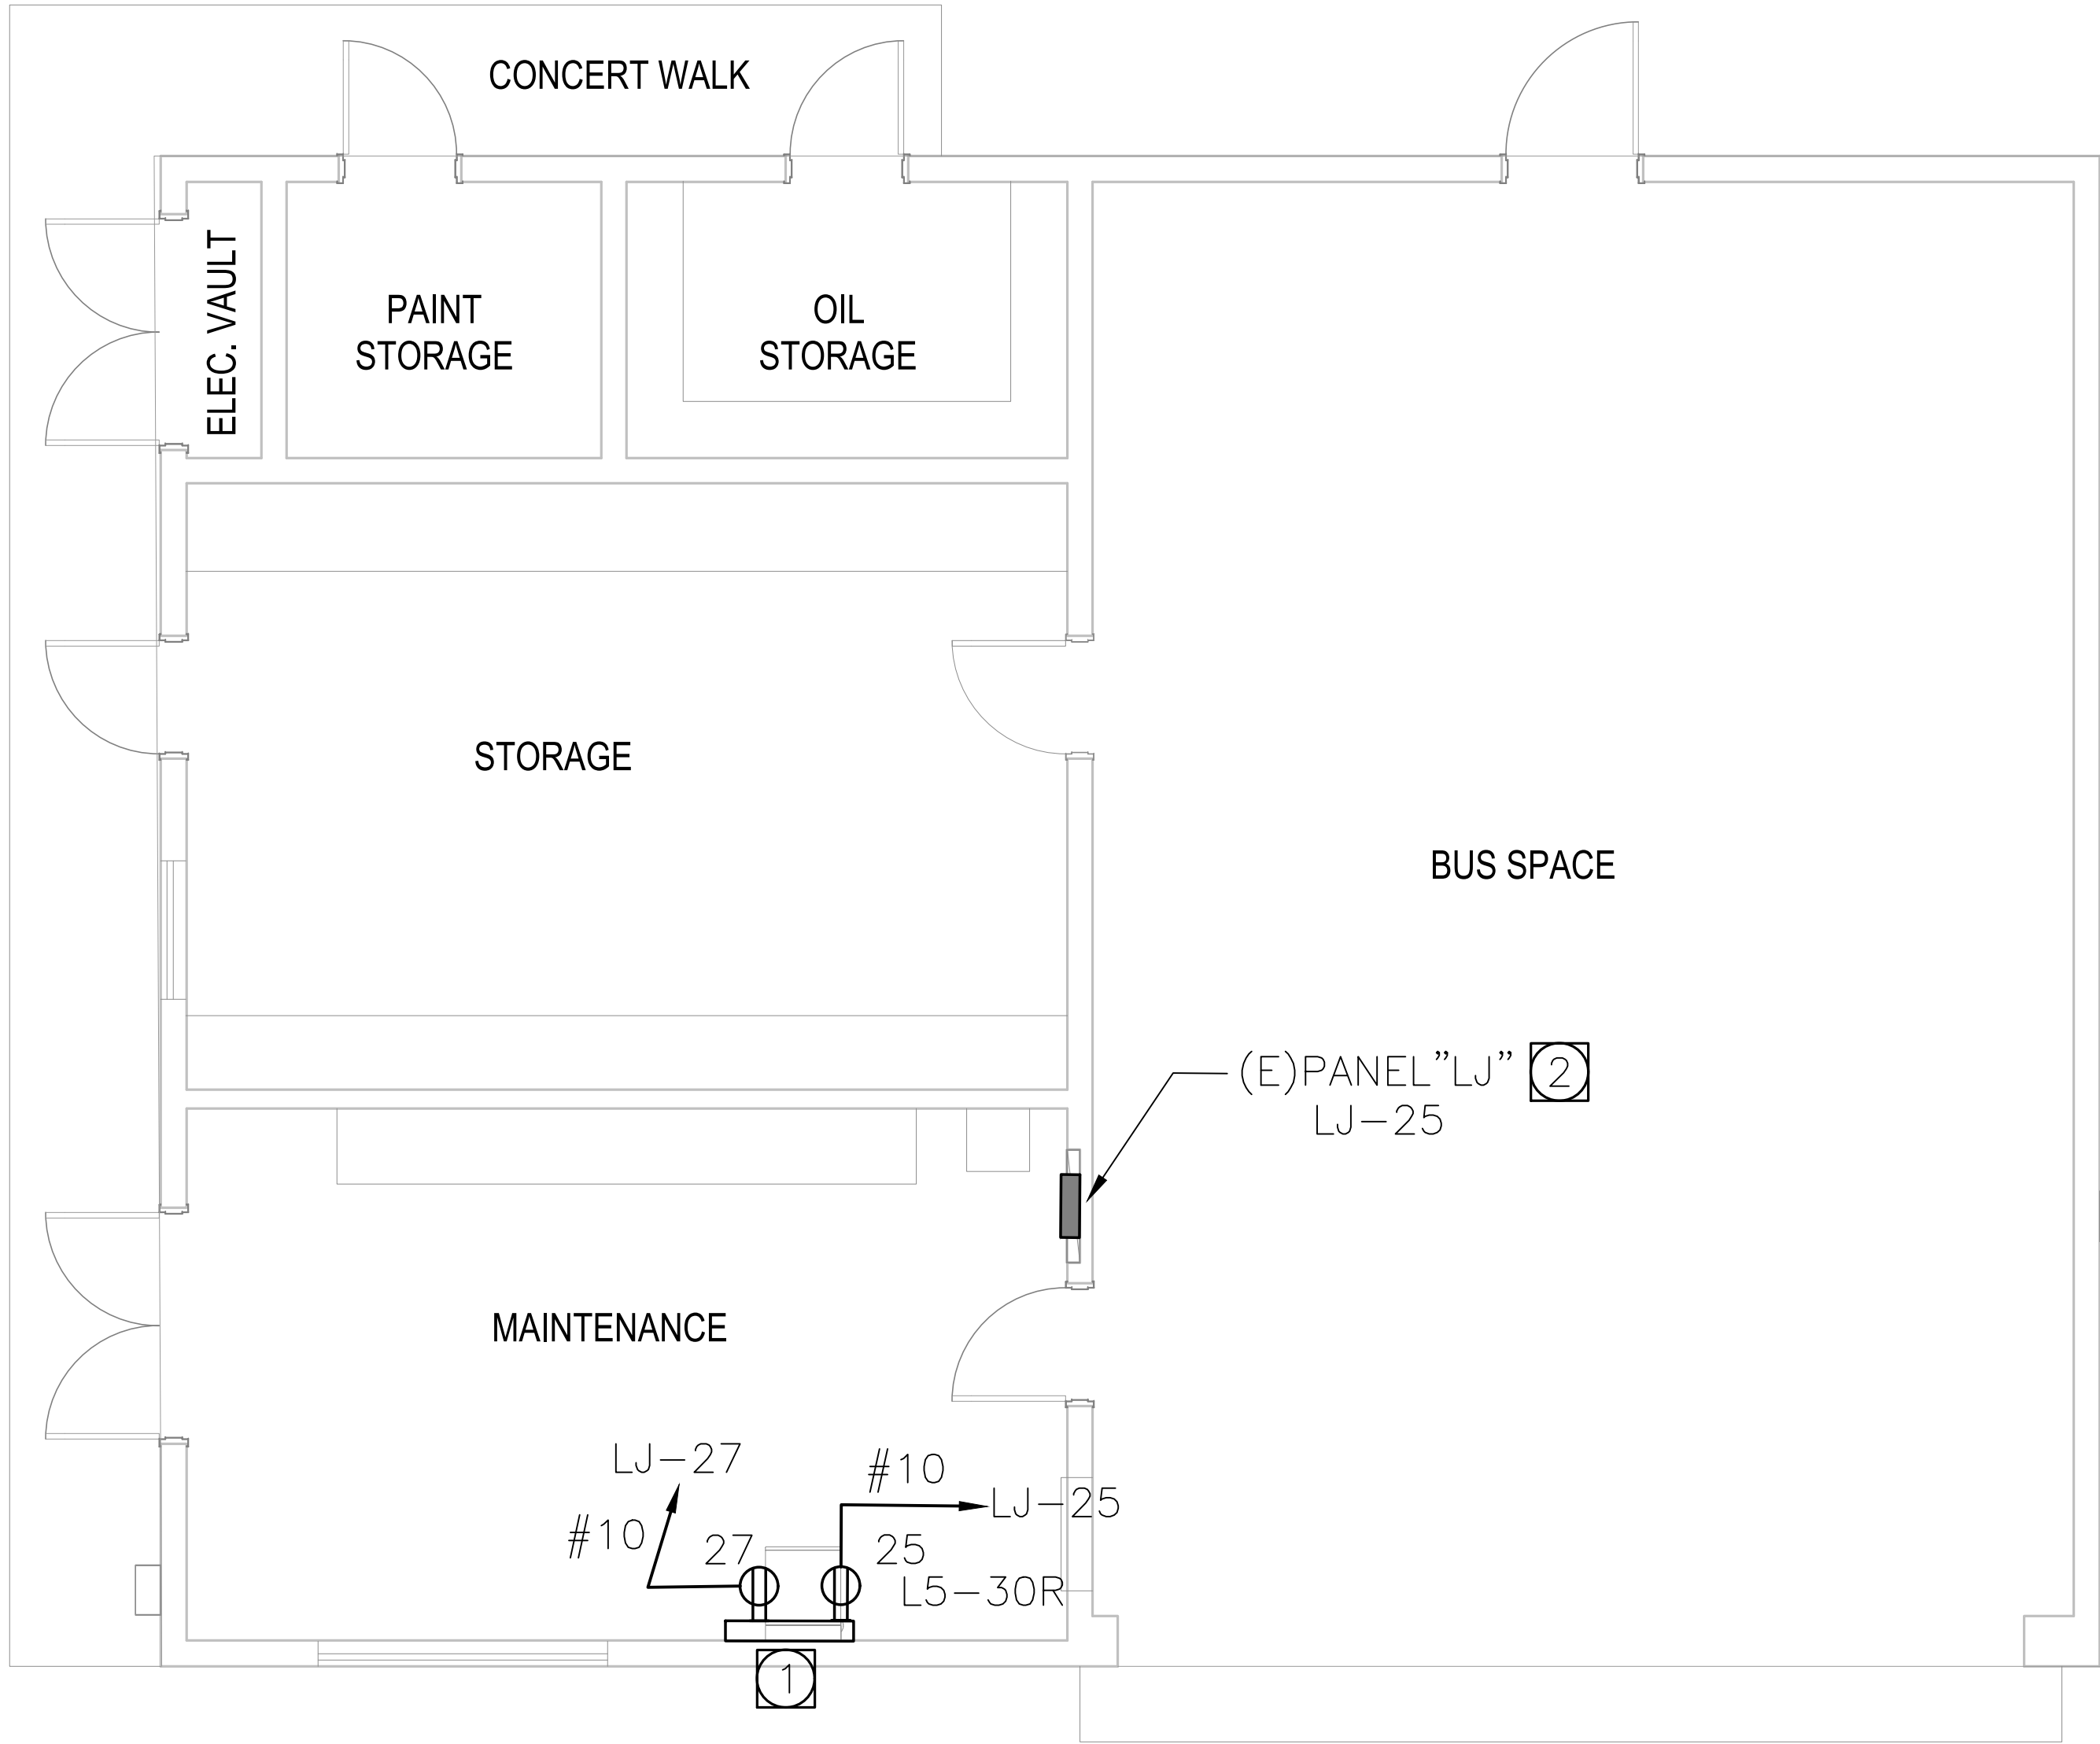 CONCERT WALK
ELEC. VAULT
PAINT
STORAGE
OIL
STORAGE
STORAGE
BUS SPACE
(E)PANEL"LJ" 2
LJ-25
MAINTENANCE
LJ-27
#10
LJ-25
#10
27
25
L5-30R
1